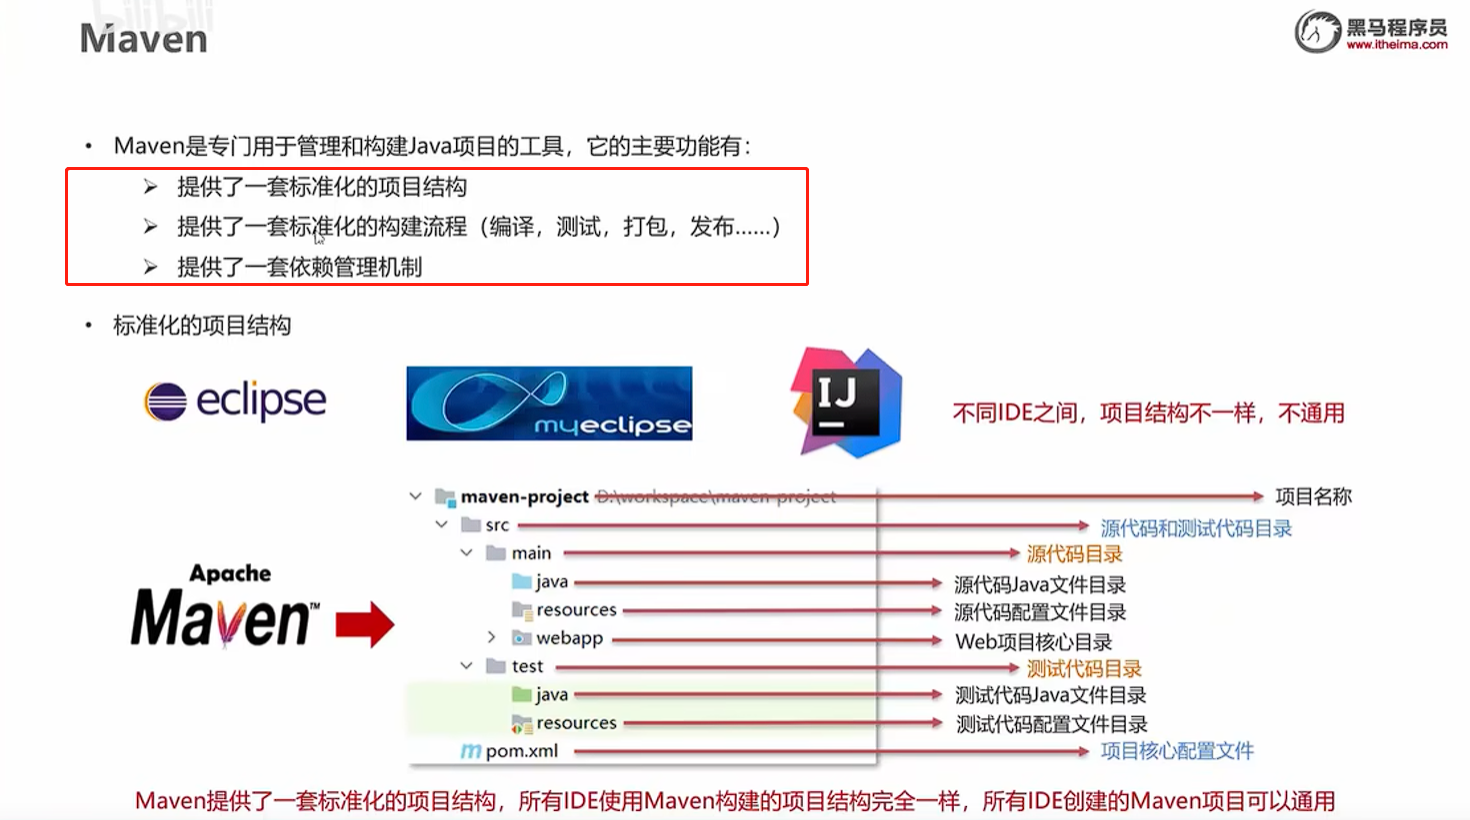 bilibili
Maven
黑马程序员
www.itheima.com
• Maven是专门用于管理和构建Java项目的工具，它的主要功能有：
➢ 提供了一套标准化的项目结构
➢ 提供了一套标准化的构建流程（编译，测试，打包，发布……）
➢ 提供了一套依赖管理机制
• 标准化的项目结构
eclipse
myeclipse
IJ
不同IDE之间，项目结构不一样，不通用
maven-project D:\workspace\maven-project 项目名称
src 源代码和测试代码目录
main 源代码目录
java 源代码Java文件目录
resources 源代码配置文件目录
webapp Web项目核心目录
test 测试代码目录
java 测试代码Java文件目录
resources 测试代码配置文件目录
pom.xml 项目核心配置文件
Apache
Maven™
Maven提供了一套标准化的项目结构，所有IDE使用Maven构建的项目结构完全一样，所有IDE创建的Maven项目可以通用